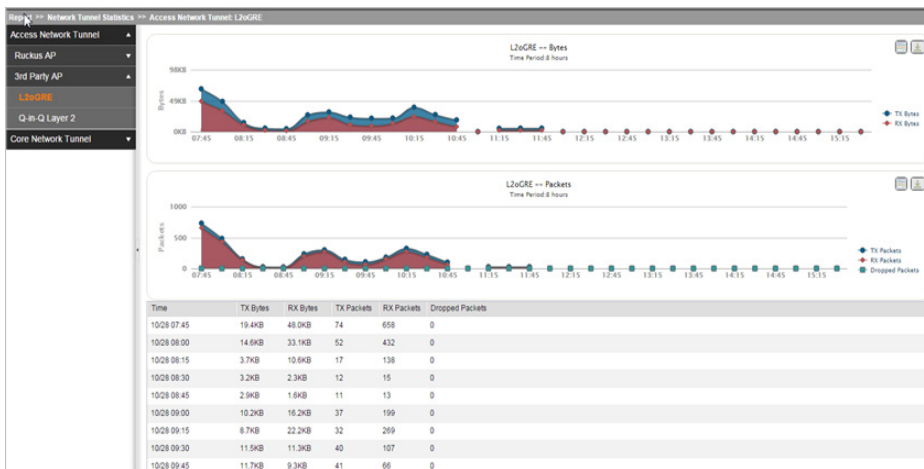 Report >> Network Tunnel Statistics >> Access Network Tunnel: L2oGRE
Access Network Tunnel
Ruckus AP
3rd Party AP
L2oGRE
Q-in-Q Layer 2
Core Network Tunnel
L2oGRE -- Bytes
Time Period:8 hours
Bytes
98KB
49KB
0KB
07:45 08:15 08:45 09:15 09:45 10:15 10:45 11:15 11:45 12:15 12:45 13:15 13:45 14:15 14:45 15:15
TX Bytes
RX Bytes
L2oGRE -- Packets
Time Period:8 hours
Packets
1000
500
0
07:45 08:15 08:45 09:15 09:45 10:15 10:45 11:15 11:45 12:15 12:45 13:15 13:45 14:15 14:45 15:15
TX Packets
RX Packets
Dropped Packets
Time TX Bytes RX Bytes TX Packets RX Packets Dropped Packets
10/28 07:45 19.4KB 48.0KB 74 658 0
10/28 08:00 14.6KB 33.1KB 52 432 0
10/28 08:15 3.7KB 10.6KB 17 138 0
10/28 08:30 3.2KB 2.3KB 12 15 0
10/28 08:45 2.9KB 1.6KB 11 13 0
10/28 09:00 10.2KB 16.2KB 37 199 0
10/28 09:15 8.7KB 22.2KB 32 269 0
10/28 09:30 11.5KB 11.3KB 40 107 0
10/28 09:45 11.7KB 9.3KB 41 66 0